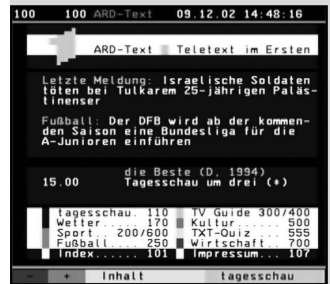 100 100 ARD-Text 09.12.02 14:48:16
ARD-Text Teletext im Ersten
Letzte Meldung: Israelische Soldaten
töten bei Tulkarem 25-jährigen Paläs-
tinenser
Fußball: Der DFB wird ab der kommen-
den Saison eine Bundesliga für die
A-Junioren einführen
die Beste (D, 1994)
15.00 Tagesschau um drei (*)
tagesschau. 110 TV Guide 300/400
Wetter..... 170 Kultur...... 500
Sport.. 200/600 TXT-Quiz .... 555
Fußball.... 250 Wirtschaft.. 700
Index...... 101 Impressum... 107
- + Inhalt tagesschau